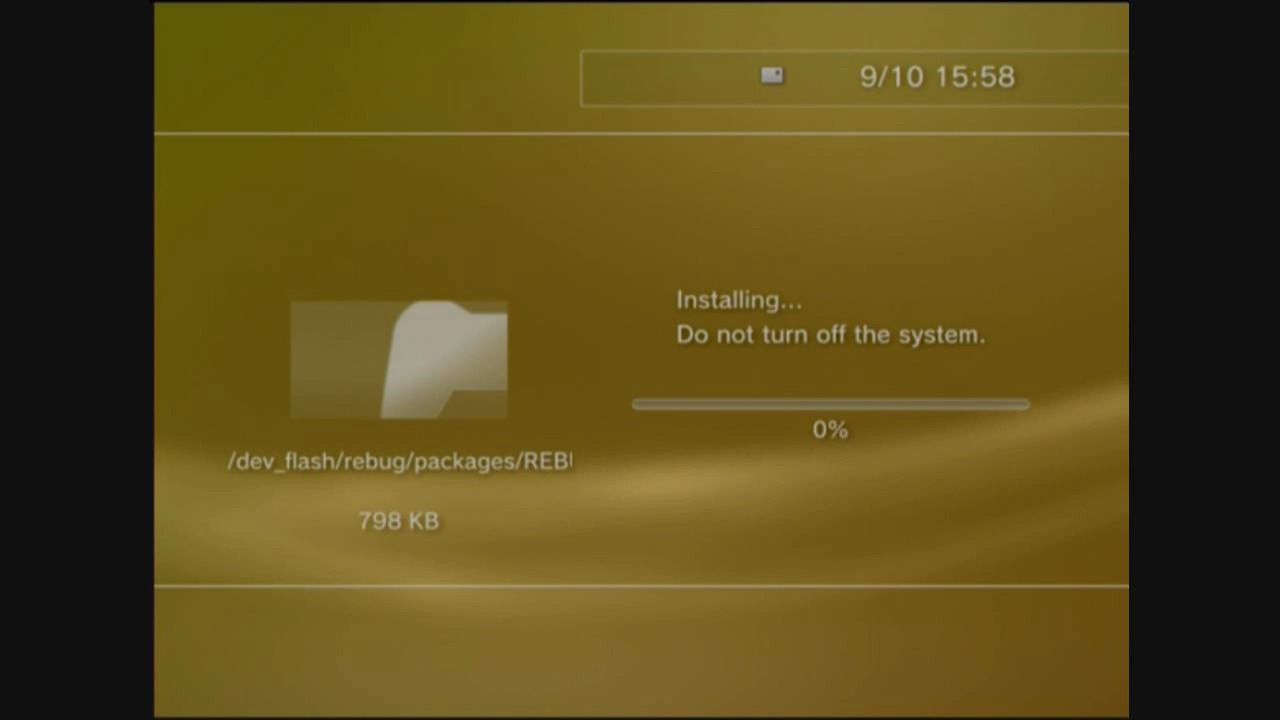 9/10 15:58
Installing...
Do not turn off the system.
0%
/dev_flash/rebug/packages/REB
798 KB